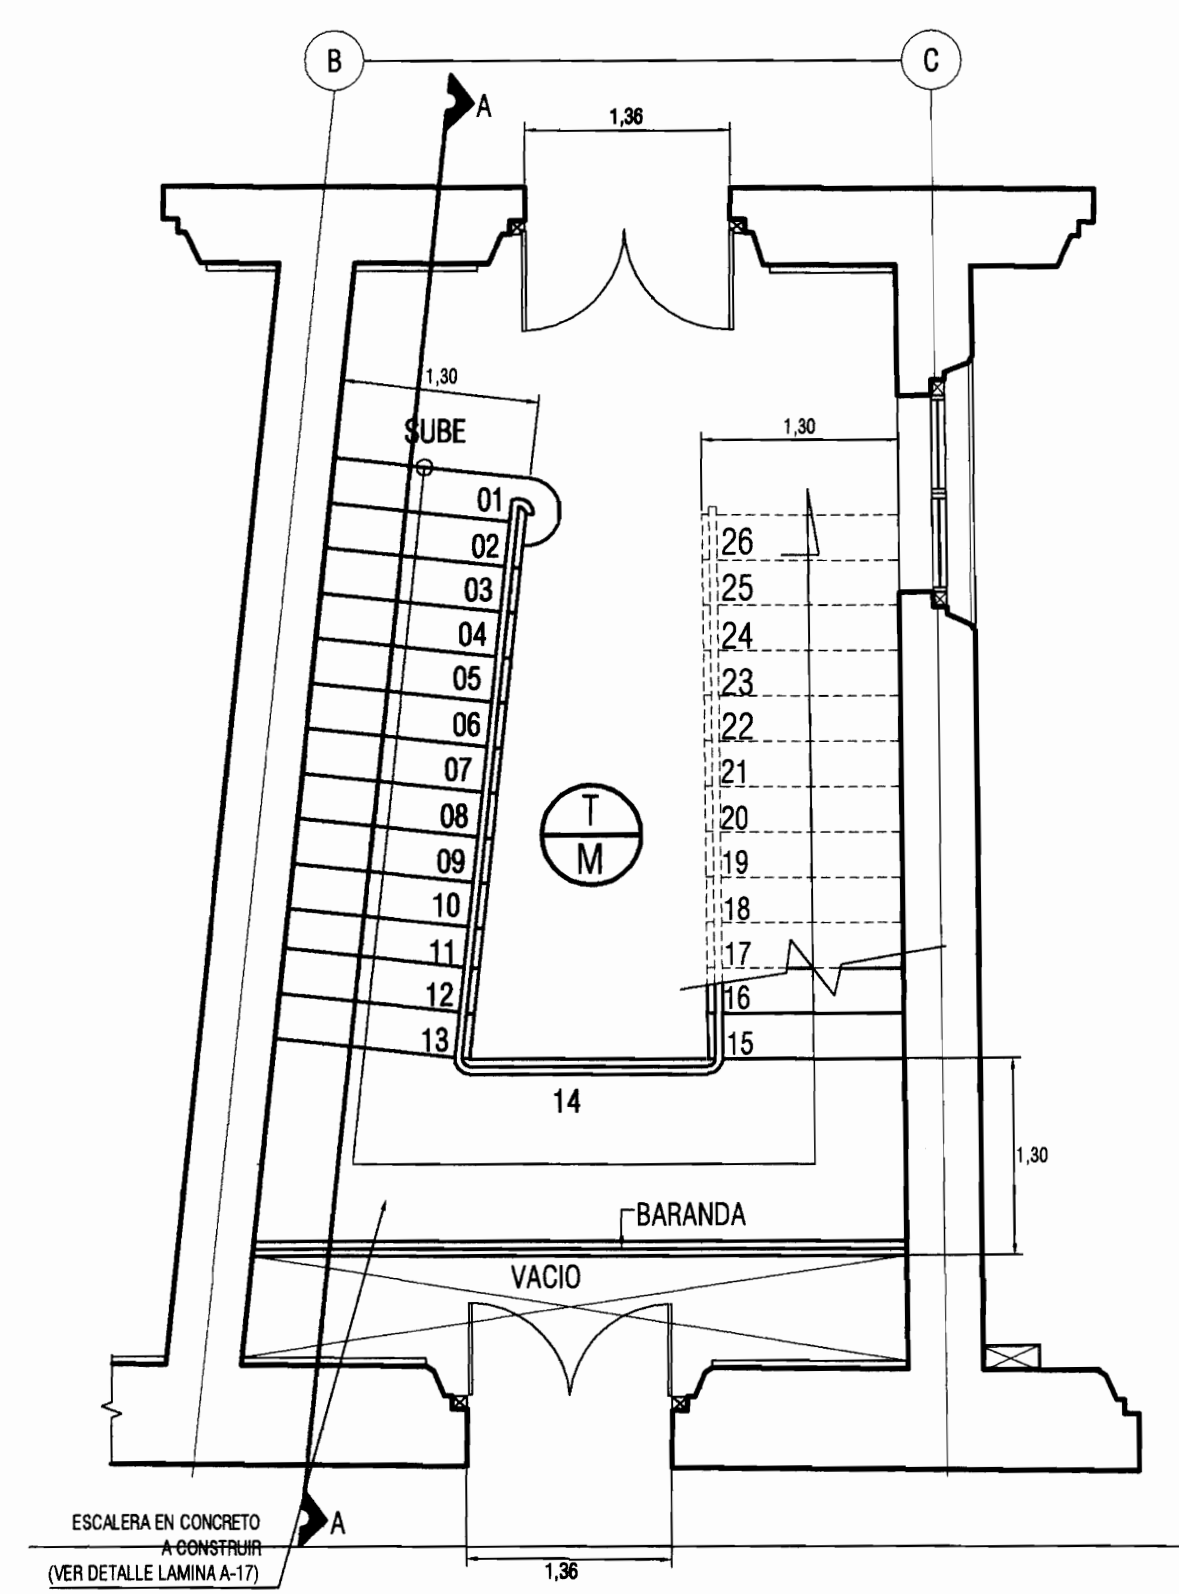 B
C
A
1,36
1,30
SUBE
1,30
01
02
03
04
05
06
07
08
09
10
11
12
13
26
25
24
23
22
21
20
19
18
17
16
15
T
M
14
1,30
BARANDA
VACIO
A
ESCALERA EN CONCRETO
A CONSTRUIR
(VER DETALLE LAMINA A-17)
1,36